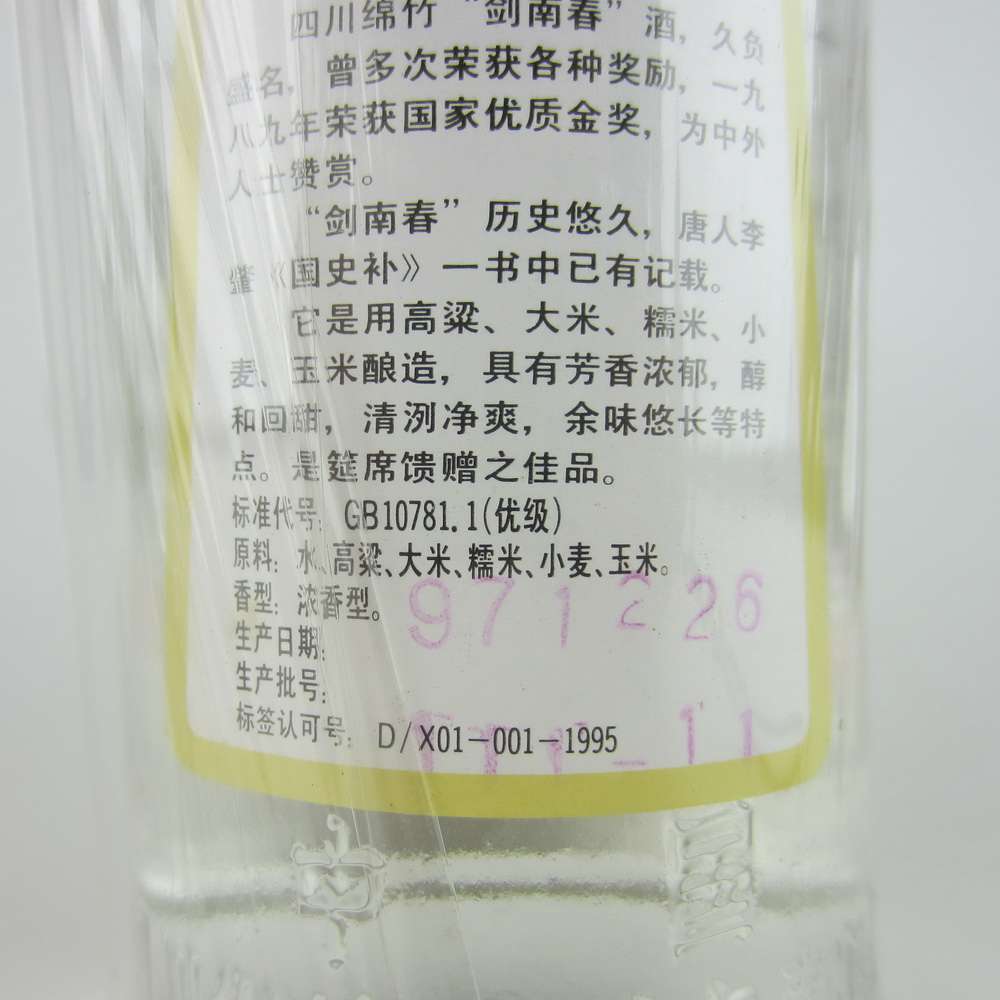 四川绵竹“剑南春”酒，久负
盛名，曾多次荣获各种奖励，一九
八九年荣获国家优质金奖，为中外
人士赞赏。
“剑南春”历史悠久，唐人李
肇《国史补》一书中已有记载。
它是用高粱、大米、糯米、小
麦、玉米酿造，具有芳香浓郁，醇
和回甜，清洌净爽，余味悠长等特
点。是筵席馈赠之佳品。
标准代号：GB10781.1(优级)
原料：水、高粱、大米、糯米、小麦、玉米。
香型：浓香型。
971226
生产日期：
生产批号：
标签认可号：D/X01-001-1995
中